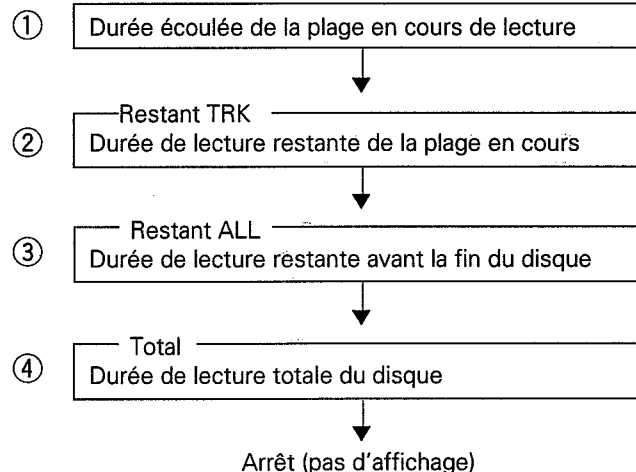 ① Durée écoulée de la plage en cours de lecture
Restant TRK
② Durée de lecture restante de la plage en cours
Restant ALL
③ Durée de lecture restante avant la fin du disque
Total
④ Durée de lecture totale du disque
Arrêt (pas d'affichage)